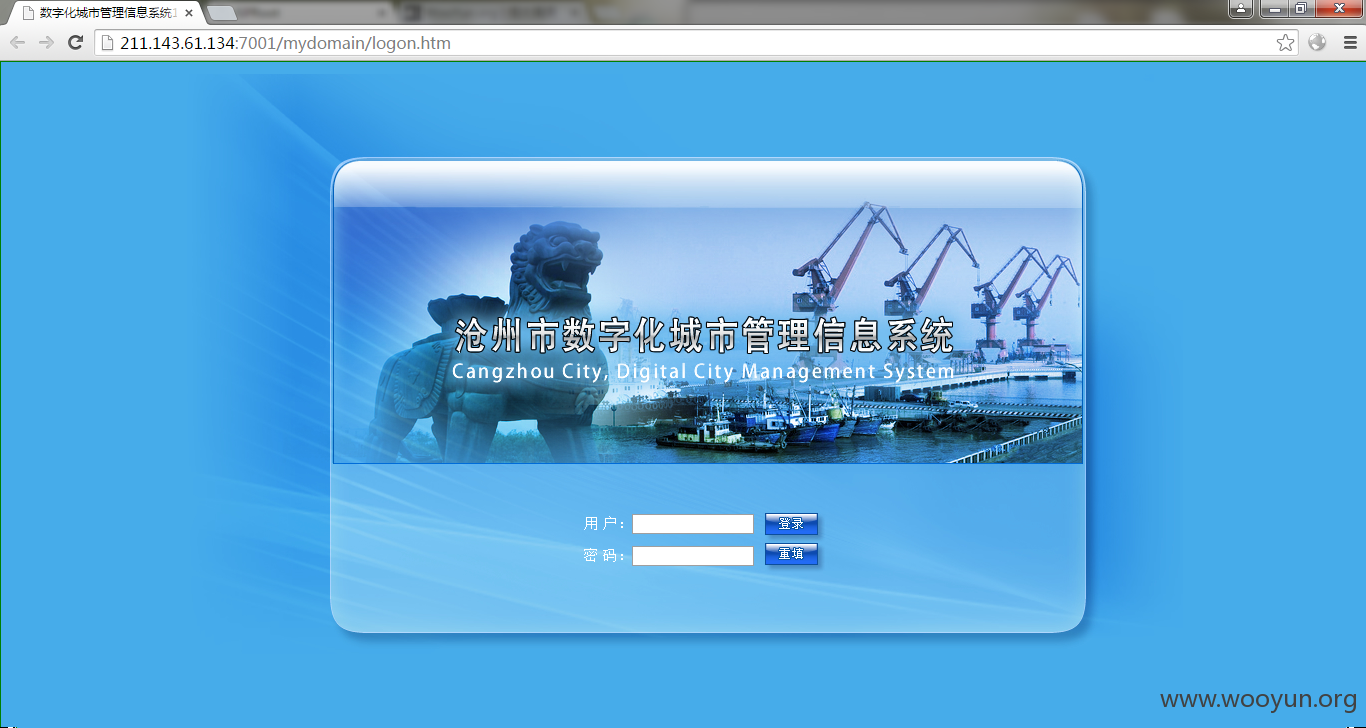 数字化城市管理信息系统1
211.143.61.134:7001/mydomain/logon.htm
沧州市数字化城市管理信息系统
Cangzhou City, Digital City Management System
用户：
登录
密码：
重填
www.wooyun.org